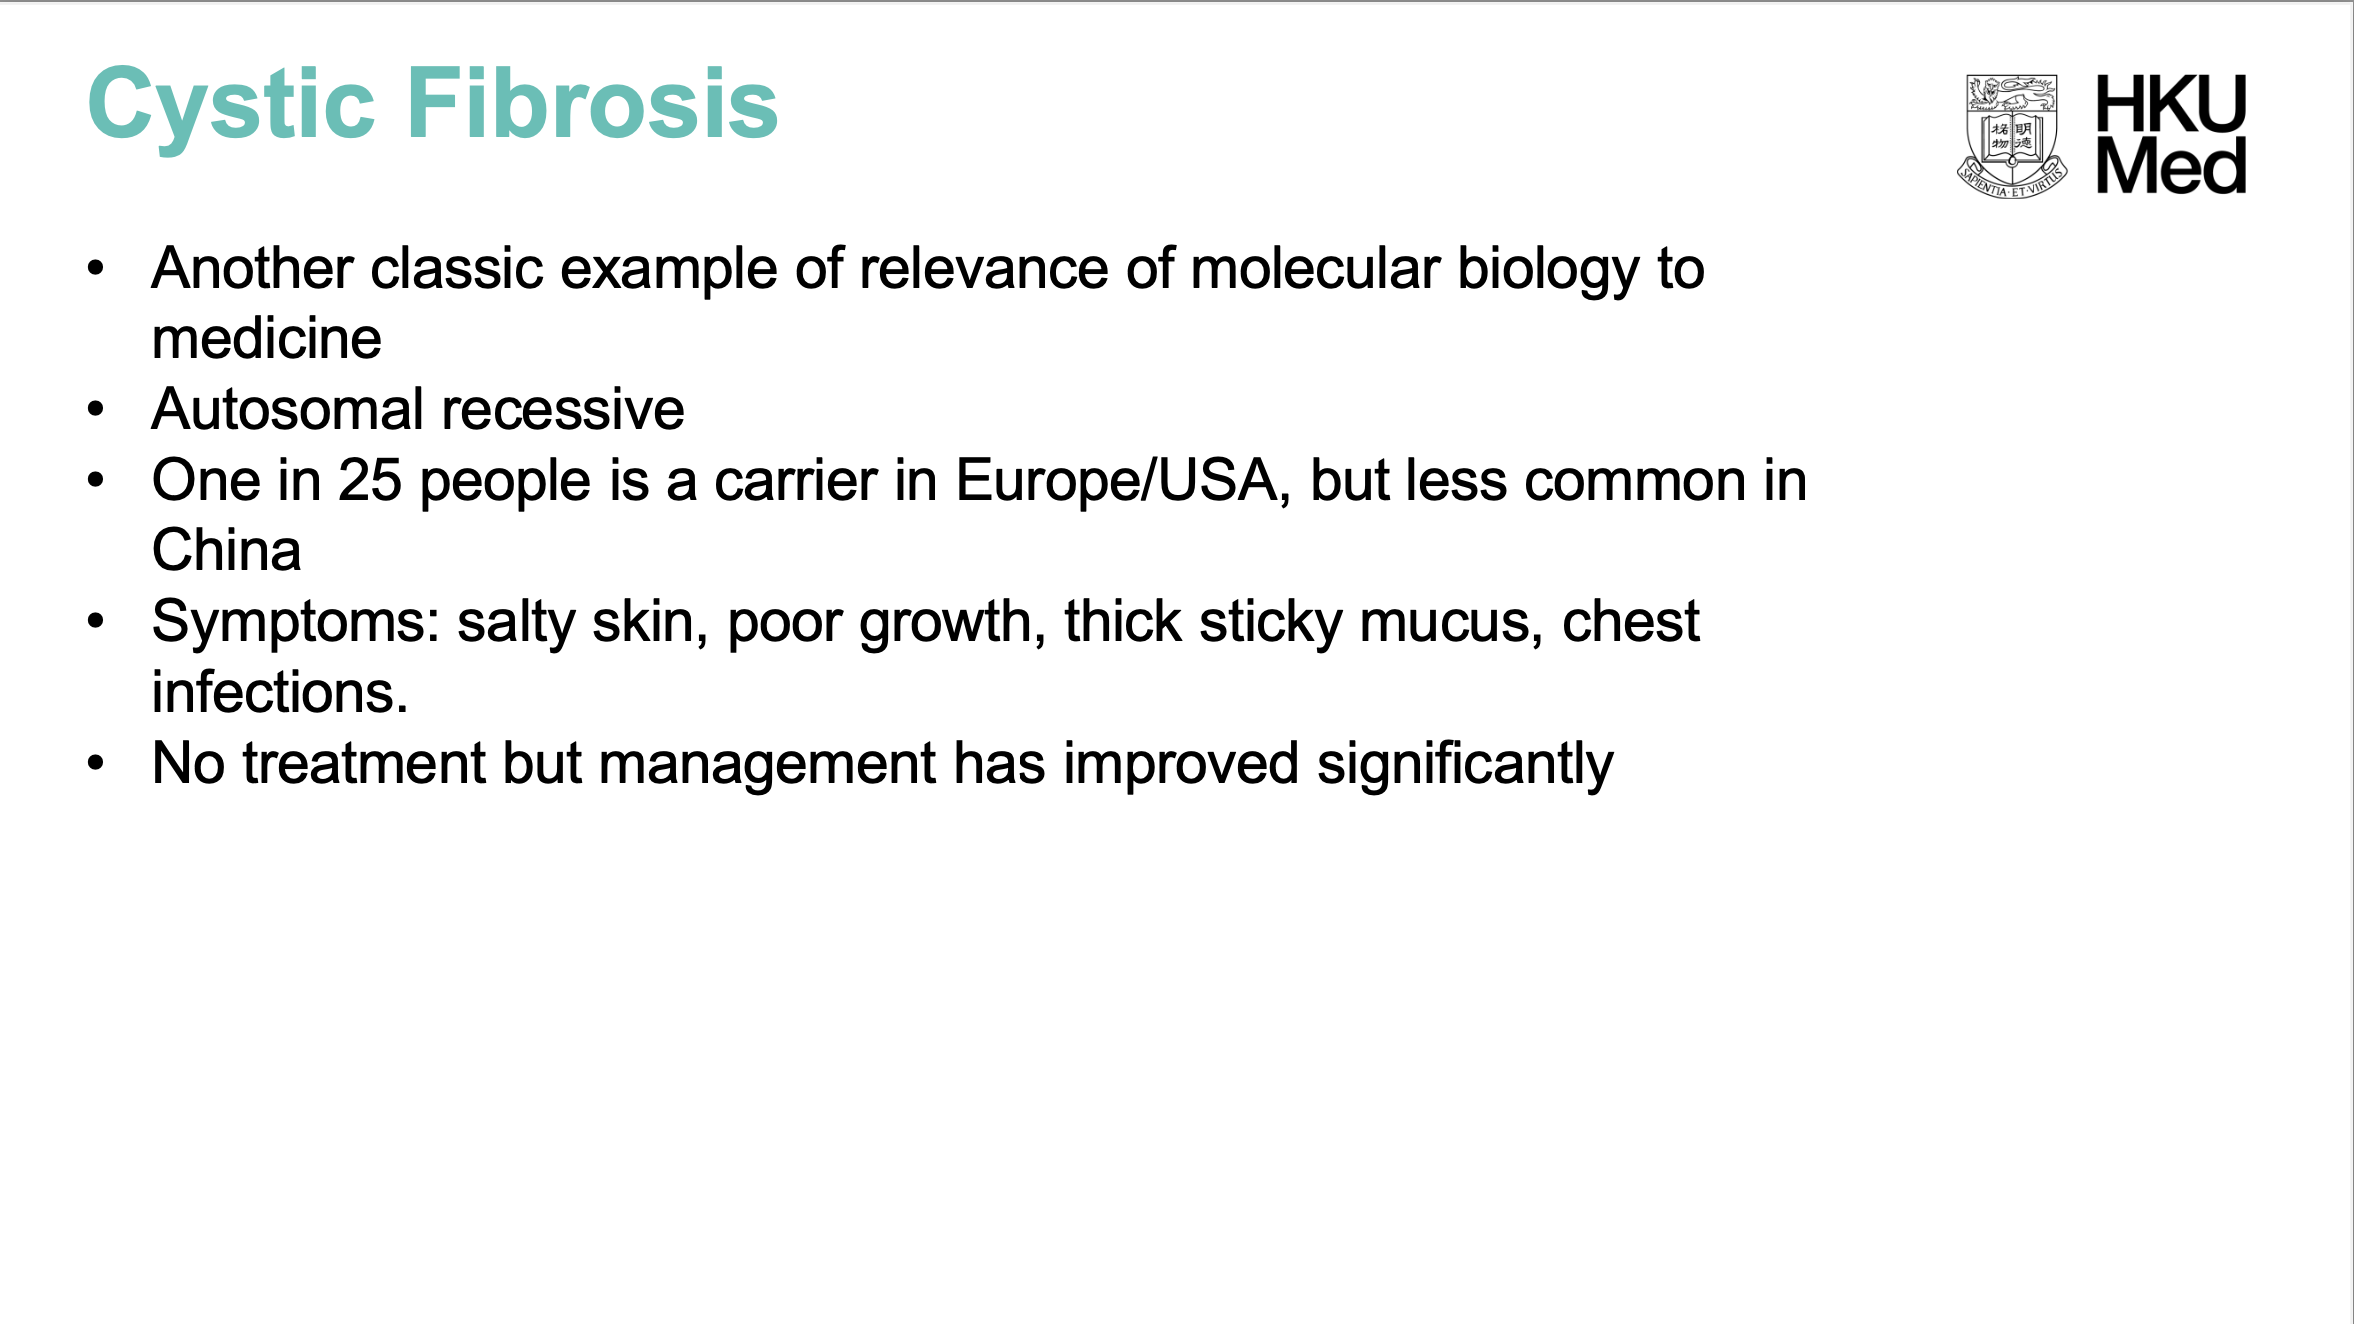 Cystic Fibrosis
HKU
Med
格 明
物 德
SAPIENTIA·ET·VIRTUS
• Another classic example of relevance of molecular biology to
medicine
• Autosomal recessive
• One in 25 people is a carrier in Europe/USA, but less common in
China
• Symptoms: salty skin, poor growth, thick sticky mucus, chest
infections.
• No treatment but management has improved significantly